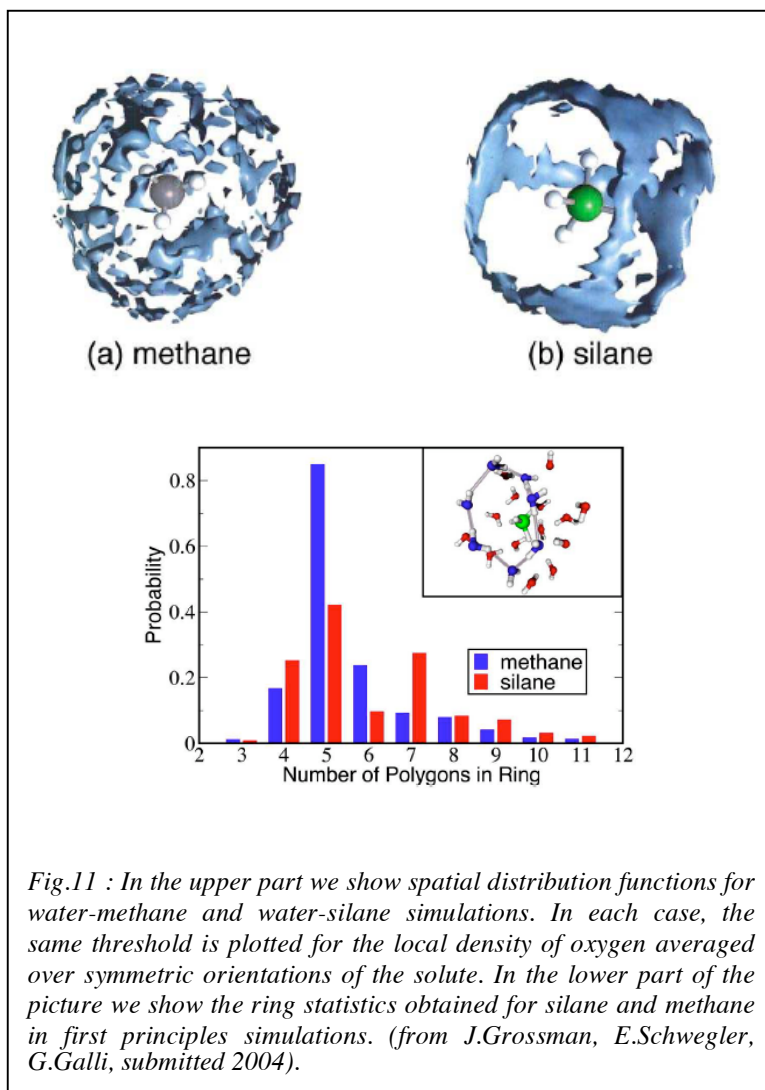 (a) methane
(b) silane
0.8
0.6
0.4
0.2
0
Probability
methane
silane
2 3 4 5 6 7 8 9 10 11 12
Number of Polygons in Ring
Fig.11 : In the upper part we show spatial distribution functions for
water-methane and water-silane simulations. In each case, the
same threshold is plotted for the local density of oxygen averaged
over symmetric orientations of the solute. In the lower part of the
picture we show the ring statistics obtained for silane and methane
in first principles simulations. (from J.Grossman, E.Schwegler,
G.Galli, submitted 2004).